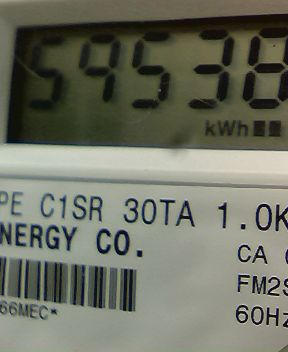 59538
kWh
PE C1SR 30TA 1.0K
NERGY CO.
CA
FM2S
66MEC*
60Hz